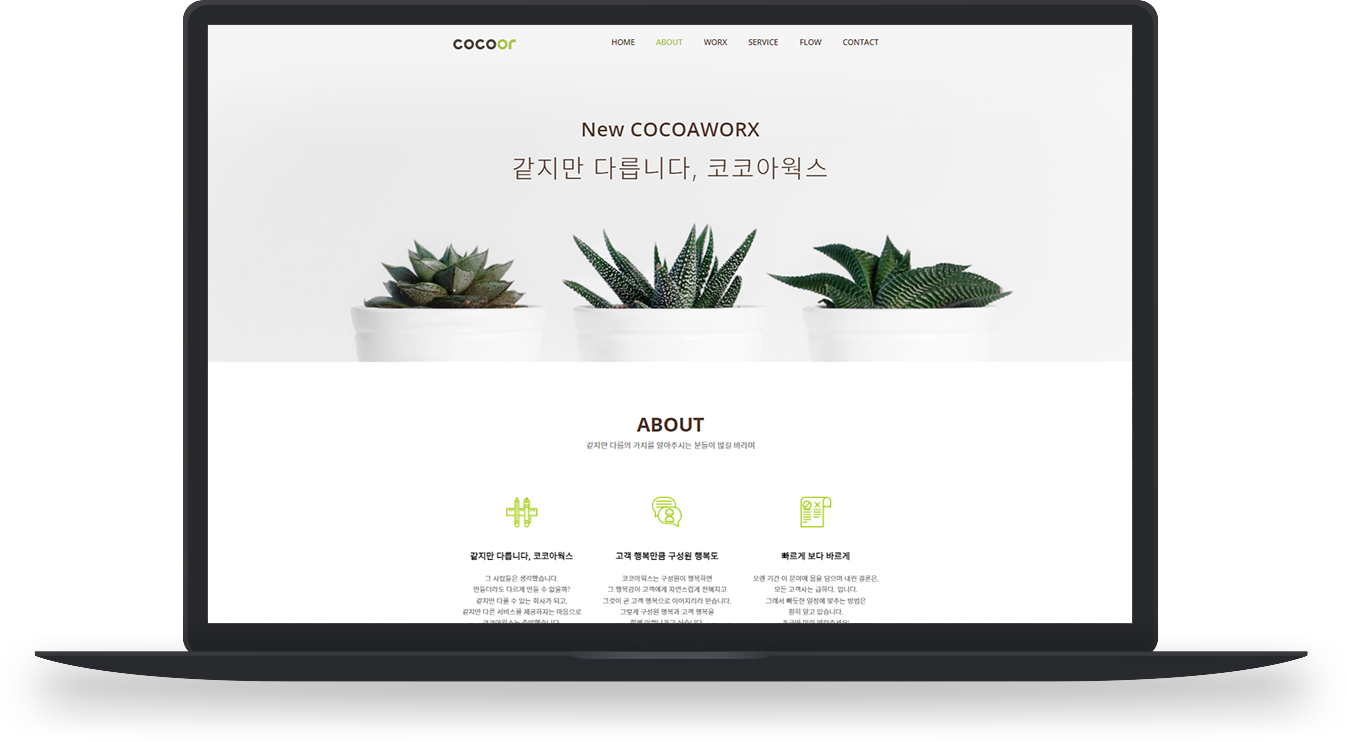 cocoor
HOME ABOUT WORX SERVICE FLOW CONTACT
New COCOAWORX
같지만 다릅니다, 코코아웍스
ABOUT
같지만 다름의 가치를 알아주시는 분들이 많길 바라며
같지만 다릅니다, 코코아웍스
그 사람들은 생각했습니다.
만들더라도 다르게 만들 수 없을까?
같지만 다를 수 있는 회사가 되고,
같지만 다른 서비스를 제공하자는 마음으로
코코아웍스는 출발했습니다.
고객 행복만큼 구성원 행복도
코코아웍스는 구성원이 행복하면
그 행복감이 고객에게 자연스럽게 전해지고
그것이 곧 고객 행복으로 이어지리라 믿습니다.
그렇게 구성원 행복과 고객 행복을
빠르게 보다 바르게
오랜 기간 이 분야에 몸을 담으며 내린 결론은,
모든 고객사는 급하다, 입니다.
그래서 빠듯한 일정에 맞추는 방법은
훤히 알고 있습니다.